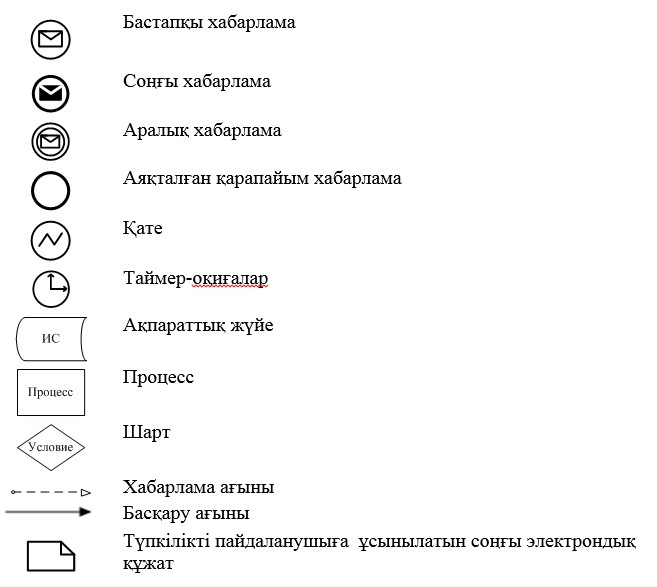 Бастапқы хабарлама
Соңғы хабарлама
Аралық хабарлама
Аяқталған қарапайым хабарлама
Қате
Таймер-оқиғалар
ИС
Ақпараттық жүйе
Процесс
Процесс
Условие
Шарт
Хабарлама ағыны
Басқару ағыны
Түпкілікті пайдаланушыға ұсынылатын соңғы электрондық
құжат